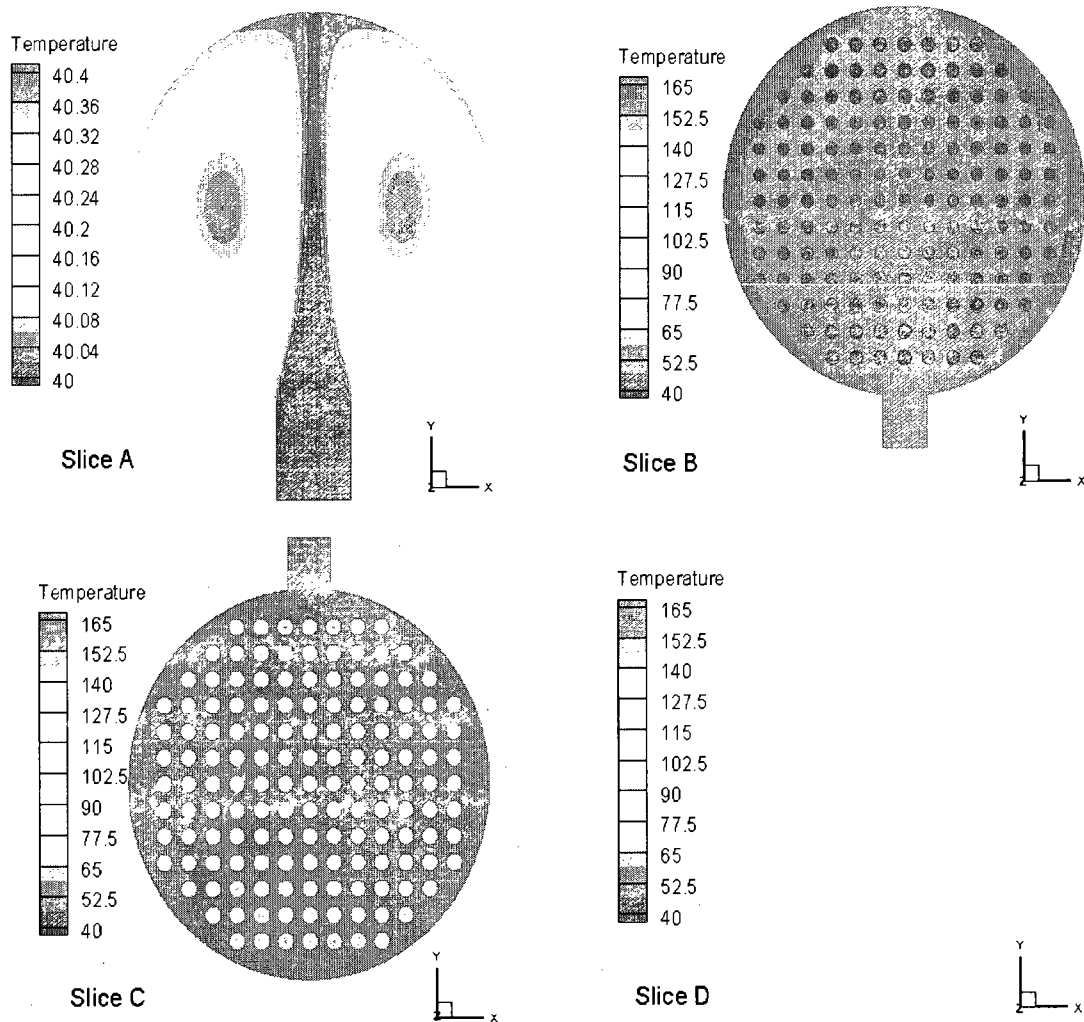 Temperature
40.4
40.36
40.32
40.28
40.24
40.2
40.16
40.12
40.08
40.04
40
Slice A
Y
Z
X
Temperature
165
152.5
140
127.5
115
102.5
90
77.5
65
52.5
40
Slice B
Y
Z
X
Temperature
165
152.5
140
127.5
115
102.5
90
77.5
65
52.5
40
Slice C
Y
Z
X
Temperature
165
152.5
140
127.5
115
102.5
90
77.5
65
52.5
40
Slice D
Y
Z
X